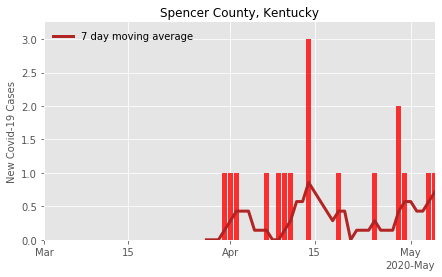 Spencer County, Kentucky
7 day moving average
New Covid-19 Cases
3.0
2.5
2.0
1.5
1.0
0.5
0.0
Mar 15 Apr 15 May
2020-May